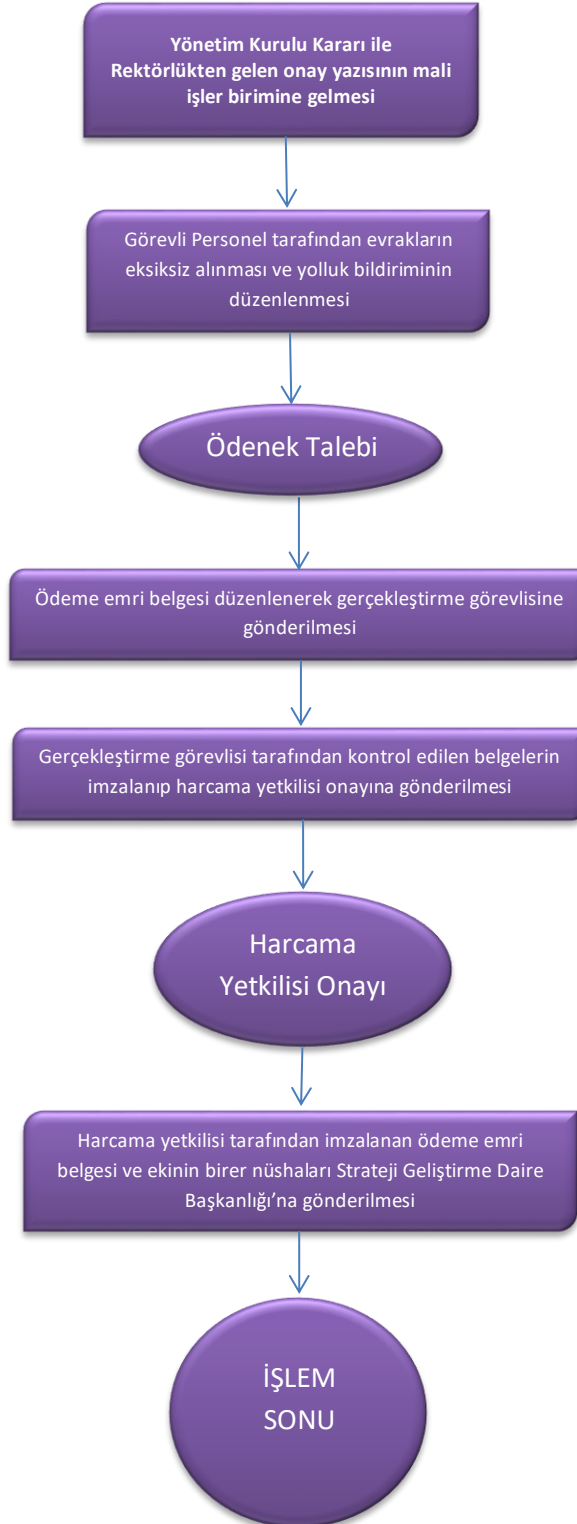 Yönetim Kurulu Kararı ile
Rektörlükten gelen onay yazısının mali
işler birimine gelmesi
Görevli Personel tarafından evrakların
eksiksiz alınması ve yolluk bildiriminin
düzenlenmesi
Ödenek Talebi
Ödeme emri belgesi düzenlenerek gerçekleştirme görevlisine
gönderilmesi
Gerçekleştirme görevlisi tarafından kontrol edilen belgelerin
imzalanıp harcama yetkilisi onayına gönderilmesi
Harcama
Yetkilisi Onayı
Harcama yetkilisi tarafından imzalanan ödeme emri
belgesi ve ekinin birer nüshaları Strateji Geliştirme Daire
Başkanlığı’na gönderilmesi
İŞLEM
SONU